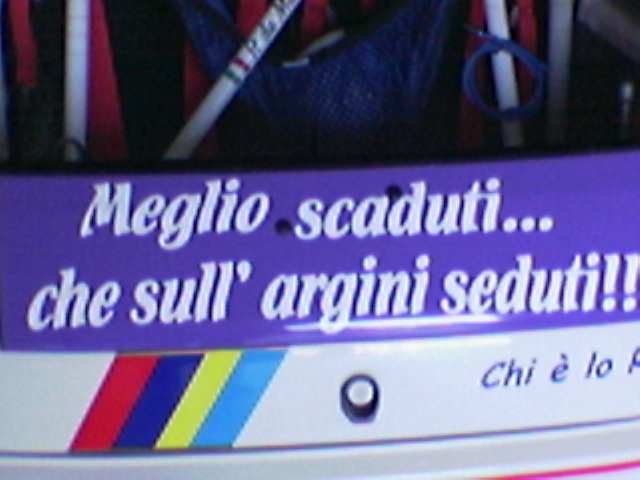 Meglio scaduti...
che sull' argini seduti!!
Chi è lo